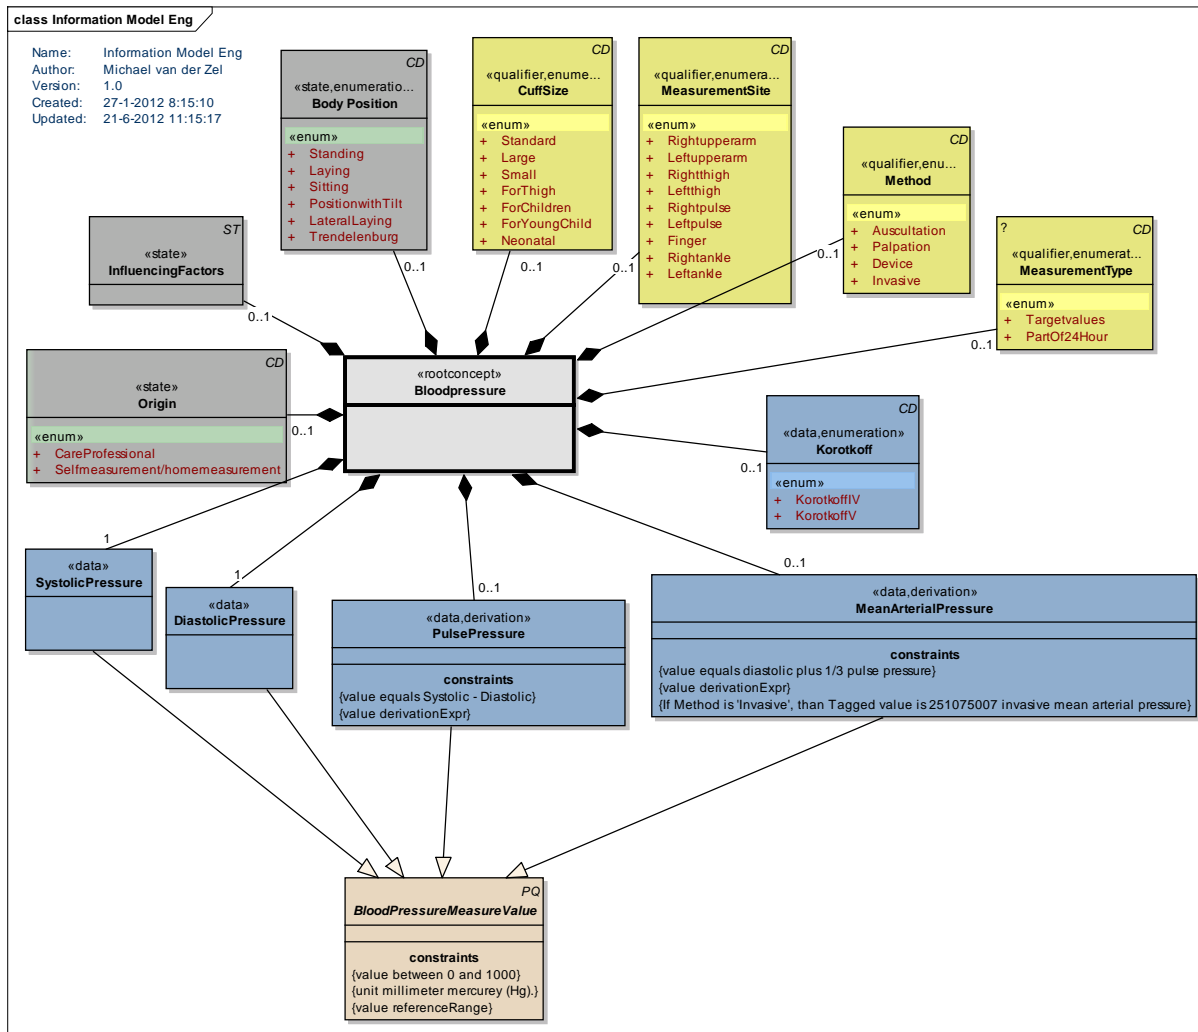 class Information Model Eng
Name: Information Model Eng
Author: Michael van der Zel
Version: 1.0
Created: 27-1-2012 8:15:10
Updated: 21-6-2012 11:15:17
CD
«state,enumeratio...
Body Position
«enum»
+ Standing
+ Laying
+ Sitting
+ PositionwithTilt
+ LateralLaying
+ Trendelenburg
0..1
CD
«qualifier,enume...
CuffSize
«enum»
+ Standard
+ Large
+ Small
+ ForThigh
+ ForChildren
+ ForYoungChild
+ Neonatal
0..1
CD
«qualifier,enumera...
MeasurementSite
«enum»
+ Rightupperarm
+ Leftupperarm
+ Rightthigh
+ Leftthigh
+ Rightpulse
+ Leftpulse
+ Finger
+ Rightankle
+ Leftankle
0..1
CD
«qualifier,enu...
Method
«enum»
+ Auscultation
+ Palpation
+ Device
+ Invasive
0..1
? CD
«qualifier,enumerat...
MeasurementType
«enum»
+ Targetvalues
+ PartOf24Hour
0..1
ST
«state»
InfluencingFactors
0..1
CD
«state»
Origin
«enum»
+ CareProfessional
+ Selfmeasurement/homemeasurement
0..1
«rootconcept»
Bloodpressure
CD
«data,enumeration»
Korotkoff
«enum»
+ KorotkoffIV
+ KorotkoffV
0..1
1
«data»
SystolicPressure
1
«data»
DiastolicPressure
0..1
«data,derivation»
PulsePressure
constraints
{value equals Systolic - Diastolic}
{value derivationExpr}
0..1
«data,derivation»
MeanArterialPressure
constraints
{value equals diastolic plus 1/3 pulse pressure}
{value derivationExpr}
{If Method is 'Invasive', than Tagged value is 251075007 invasive mean arterial pressure}
PQ
BloodPressureMeasureValue
constraints
{value between 0 and 1000}
{unit millimeter mercurey (Hg).}
{value referenceRange}